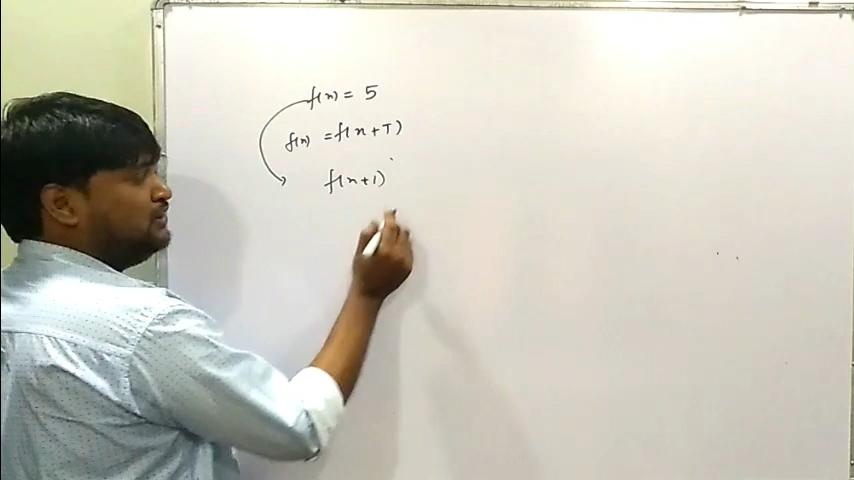 f(x) = 5
f(x) = f(x+T)
f(x+1)